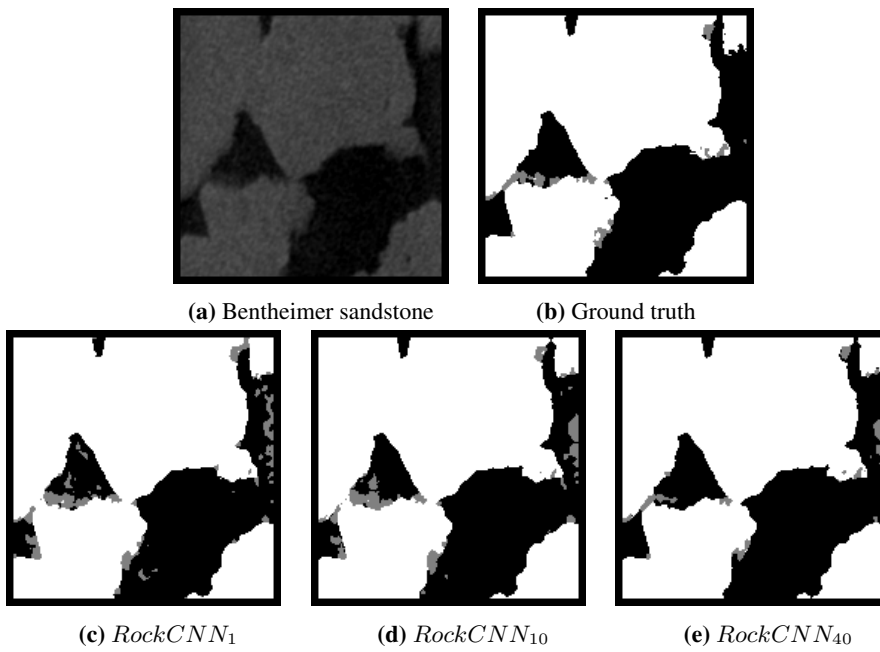 (a) Bentheimer sandstone
(b) Ground truth
(c) RockCNN₁
(d) RockCNN₁₀
(e) RockCNN₄₀